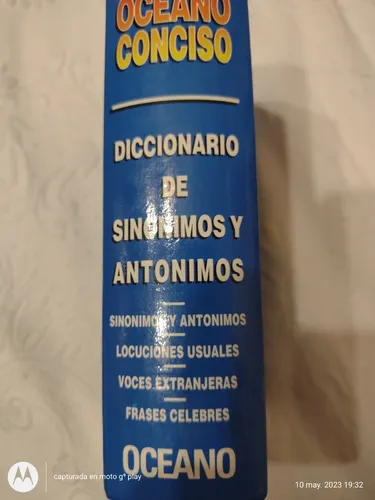 OCEANO
CONCISO
DICCIONARIO
DE
SINONIMOS Y
ANTONIMOS
SINONIMOS Y ANTONIMOS
LOCUCIONES USUALES
VOCES EXTRANJERAS
FRASES CELEBRES
OCEANO
capturada en moto g⁹ play
10 may. 2023 19:32